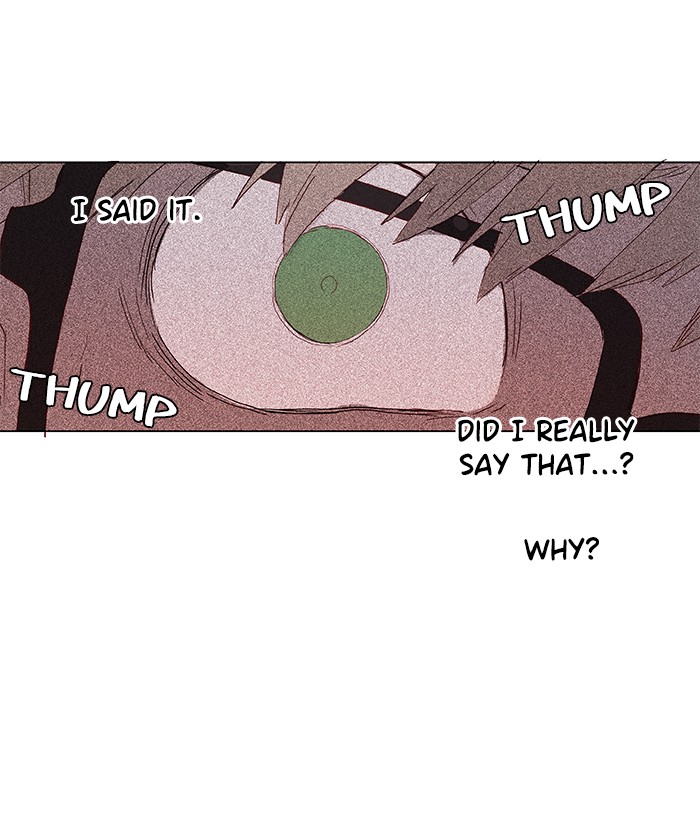 I SAID IT.
THUMP
THUMP
DID I REALLY
SAY THAT...?
WHY?